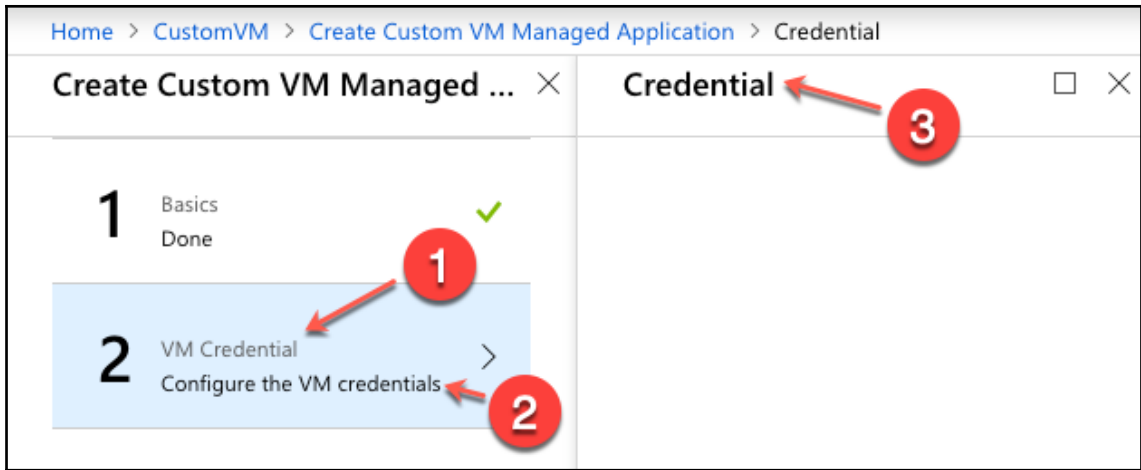 Home > CustomVM > Create Custom VM Managed Application > Credential
Create Custom VM Managed ...
Credential
3
1
Basics
Done
1
2
VM Credential
Configure the VM credentials
2